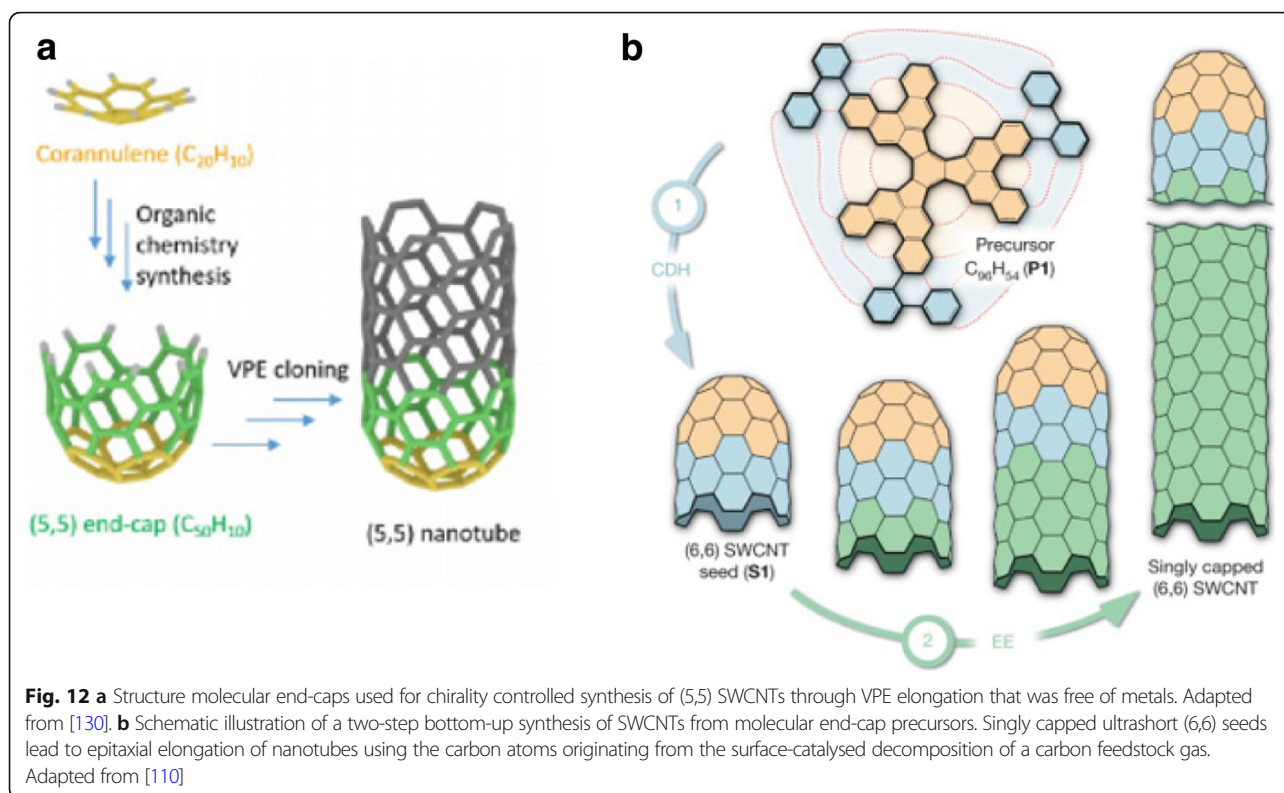 a
Corannulene (C₂₀H₁₀)
Organic
chemistry
synthesis
VPE cloning
(5,5) end-cap (C₅₀H₁₀)
(5,5) nanotube
b
1
CDH
Precursor
C₉₆H₅₄ (P1)
(6,6) SWCNT
seed (S1)
Singly capped
(6,6) SWCNT
2
EE
Fig. 12 a Structure molecular end-caps used for chirality controlled synthesis of (5,5) SWCNTs through VPE elongation that was free of metals. Adapted
from [130]. b Schematic illustration of a two-step bottom-up synthesis of SWCNTs from molecular end-cap precursors. Singly capped ultrashort (6,6) seeds
lead to epitaxial elongation of nanotubes using the carbon atoms originating from the surface-catalysed decomposition of a carbon feedstock gas.
Adapted from [110]